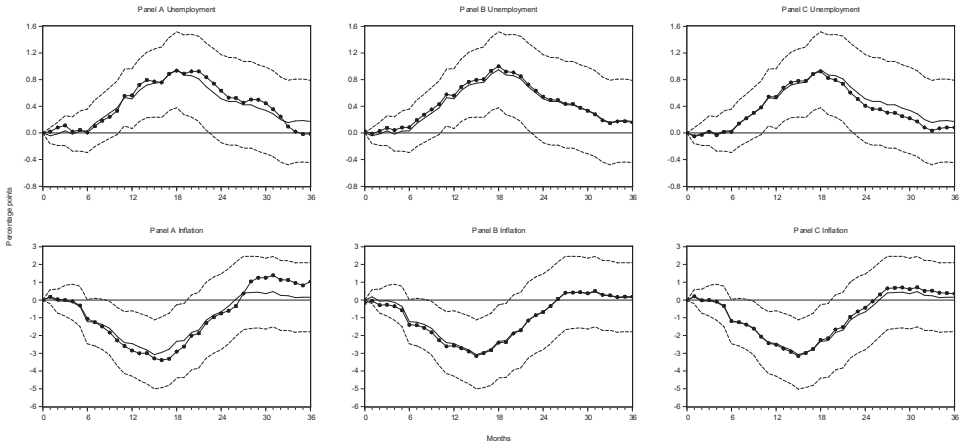 Panel A Unemployment
Panel B Unemployment
Panel C Unemployment
1.6 1.6 1.6
1.2 1.2 1.2
0.8 0.8 0.8
0.4 0.4 0.4
0.0 0.0 0.0
-0.4 -0.4 -0.4
-0.8 -0.8 -0.8
0 6 12 18 24 30 36 0 6 12 18 24 30 36 0 6 12 18 24 30 36
Percentage points
Panel A Inflation
Panel B Inflation
Panel C Inflation
3 3 3
2 2 2
1 1 1
0 0 0
-1 -1 -1
-2 -2 -2
-3 -3 -3
-4 -4 -4
-5 -5 -5
-6 -6 -6
0 6 12 18 24 30 36 0 6 12 18 24 30 36 0 6 12 18 24 30 36
Months